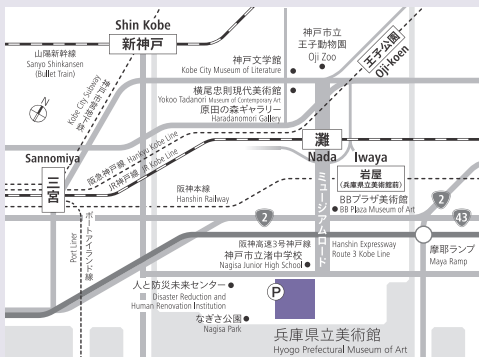 Shin Kobe
新神戸
山陽新幹線
Sanyo Shinkansen
(Bullet Train)
神戸市営地下鉄
Kobe City Subway
神戸文学館
Kobe City Museum of Literature
神戸市立
王子動物園
Oji Zoo
王子公園
Oji-koen
横尾忠則現代美術館
Yokoo Tadanori Museum of Contemporary Art
原田の森ギャラリー
Haradanomori Gallery
灘
Nada
Iwaya
岩屋
(兵庫県立美術館前)
Sannomiya
三宮
阪急神戸線 Hankyu Kobe Line
JR神戸線 JR Kobe Line
阪神本線
Hanshin Railway
ミュージアムロード
BBプラザ美術館
BB Plaza Museum of Art
2
2
43
ポートアイランド線
Port Liner
阪神高速3号神戸線
Hanshin Expressway
Route 3 Kobe Line
神戸市立渚中学校
Nagisa Junior High School
摩耶ランプ
Maya Ramp
人と防災未来センター
Disaster Reduction and
Human Renovation Institution
P
なぎさ公園
Nagisa Park
兵庫県立美術館
Hyogo Prefectural Museum of Art
N